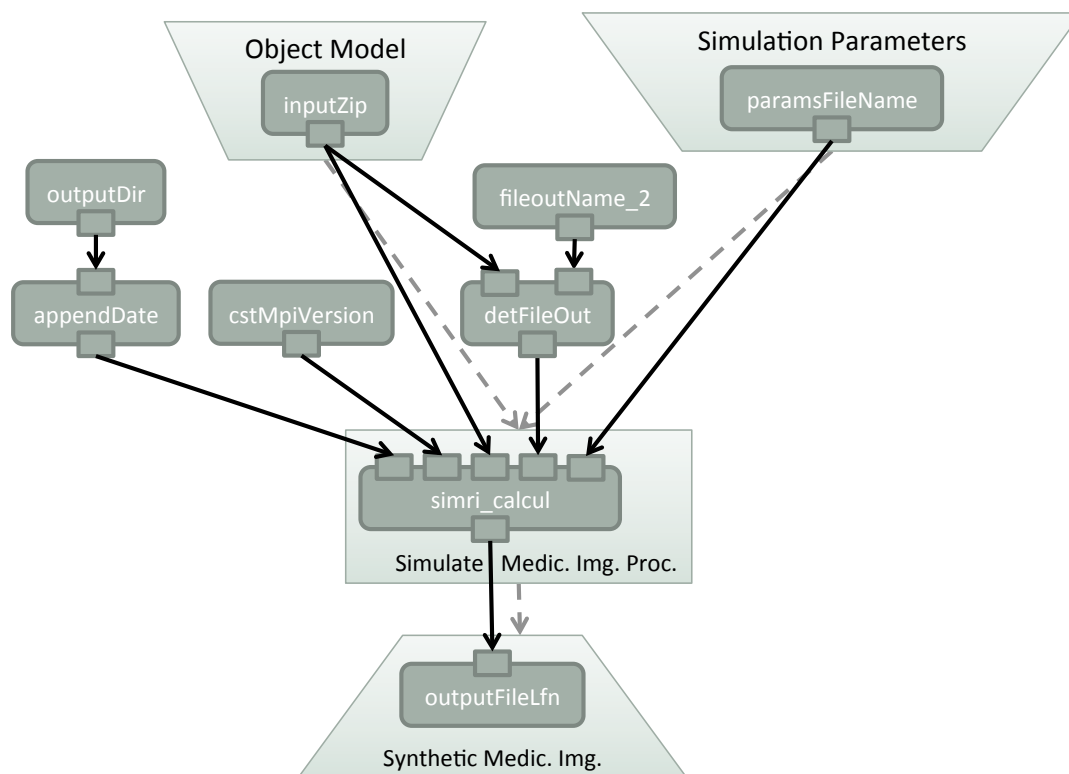 Object Model
Simulation Parameters
inputZip
paramsFileName
outputDir
fileoutName_2
appendDate
cstMpiVersion
detFileOut
simri_calcul
Simulate Medic. Img. Proc.
outputFileLfn
Synthetic Medic. Img.